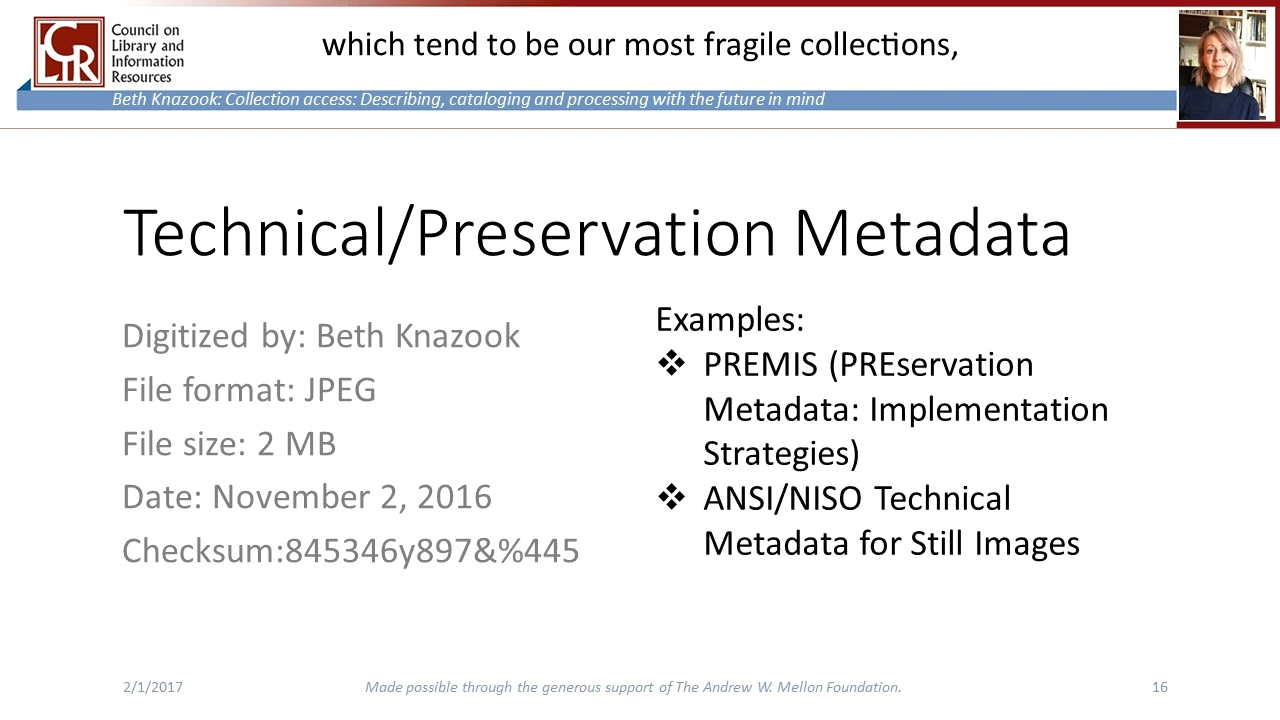 CLIR
Council on
Library and
Information
Resources
which tend to be our most fragile collections,
Beth Knazook: Collection access: Describing, cataloging and processing with the future in mind
Technical/Preservation Metadata
Digitized by: Beth Knazook
File format: JPEG
File size: 2 MB
Date: November 2, 2016
Checksum:845346y897&%445
Examples:
❖ PREMIS (PREservation
Metadata: Implementation
Strategies)
❖ ANSI/NISO Technical
Metadata for Still Images
2/1/2017
Made possible through the generous support of The Andrew W. Mellon Foundation.
16